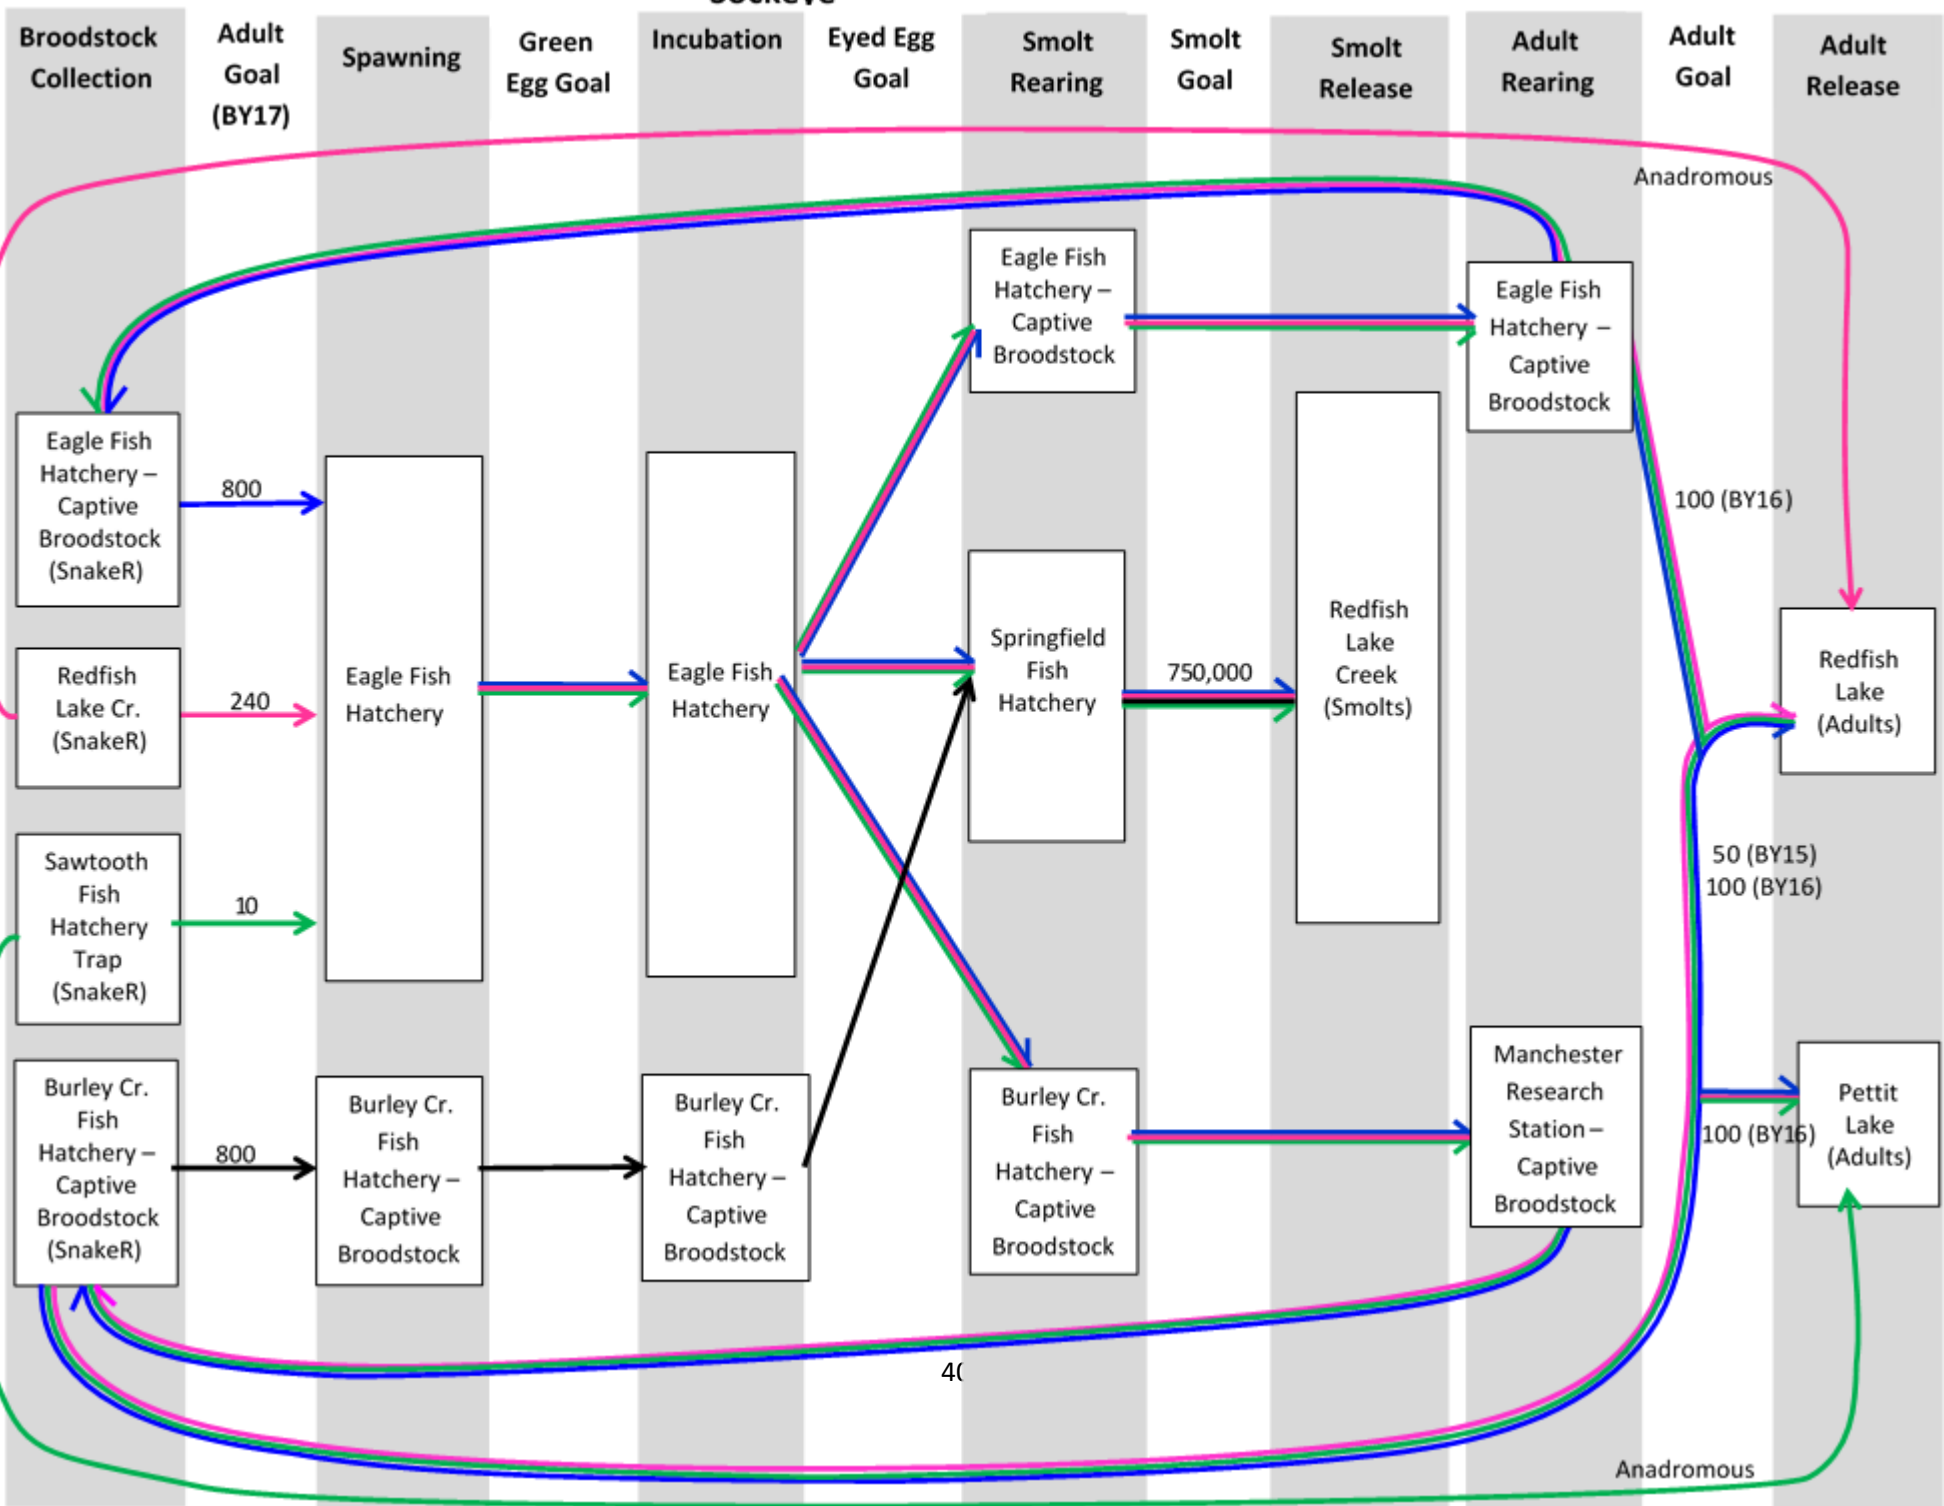 Sockeye
Broodstock
Collection
Adult
Goal
(BY17)
Spawning
Green
Egg Goal
Incubation
Eyed Egg
Goal
Smolt
Rearing
Smolt
Goal
Smolt
Release
Adult
Rearing
Adult
Goal
Adult
Release
Anadromous
Eagle Fish
Hatchery –
Captive
Broodstock
Eagle Fish
Hatchery –
Captive
Broodstock
Eagle Fish
Hatchery –
Captive
Broodstock
(SnakeR)
800
100 (BY16)
Redfish
Lake Cr.
(SnakeR)
240
Eagle Fish
Hatchery
Eagle Fish
Hatchery
Springfield
Fish
Hatchery
750,000
Redfish
Lake
Creek
(Smolts)
Redfish
Lake
(Adults)
Sawtooth
Fish
Hatchery
Trap
(SnakeR)
10
50 (BY15)
100 (BY16)
Burley Cr.
Fish
Hatchery –
Captive
Broodstock
(SnakeR)
800
Burley Cr.
Fish
Hatchery –
Captive
Broodstock
Burley Cr.
Fish
Hatchery –
Captive
Broodstock
Burley Cr.
Fish
Hatchery –
Captive
Broodstock
Manchester
Research
Station –
Captive
Broodstock
100 (BY16)
Pettit
Lake
(Adults)
40
Anadromous